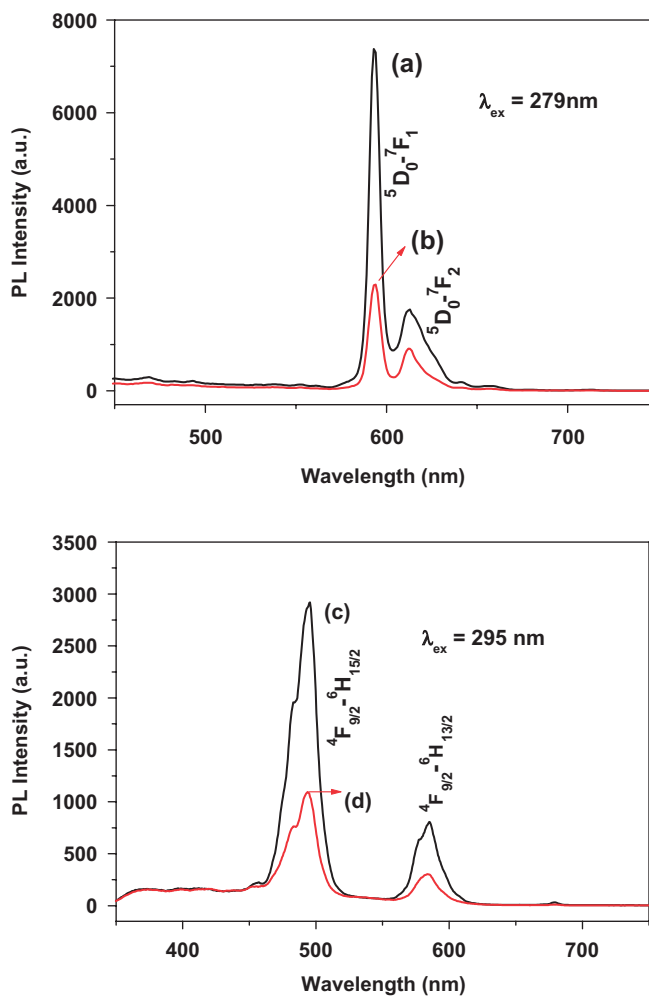 8000
6000
4000
2000
0
PL Intensity (a.u.)
(a)
λex = 279nm
⁵D₀-⁷F₁
(b)
⁵D₀-⁷F₂
500 600 700
Wavelength (nm)
3500
3000
2500
2000
1500
1000
500
0
PL Intensity (a.u.)
(c)
λex = 295 nm
⁴F₉/₂-⁶H₁₅/₂
(d)
⁴F₉/₂-⁶H₁₃/₂
400 500 600 700
Wavelength (nm)